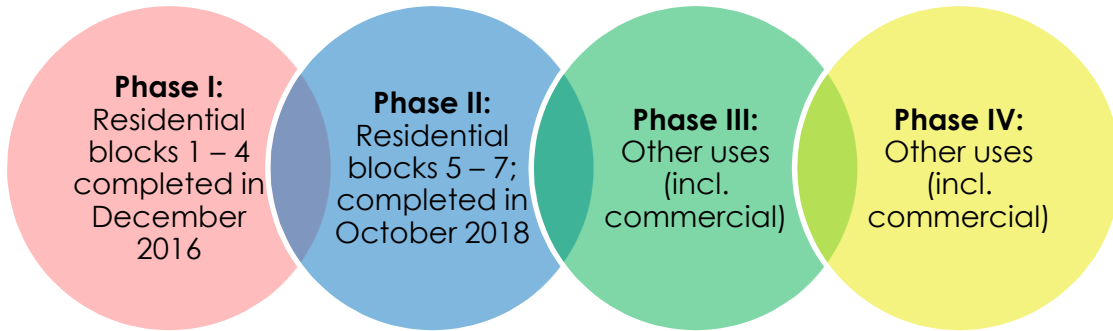 Phase I:
Residential
blocks 1 – 4
completed in
December
2016
Phase II:
Residential
blocks 5 – 7;
completed in
October 2018
Phase III:
Other uses
(incl.
commercial)
Phase IV:
Other uses
(incl.
commercial)